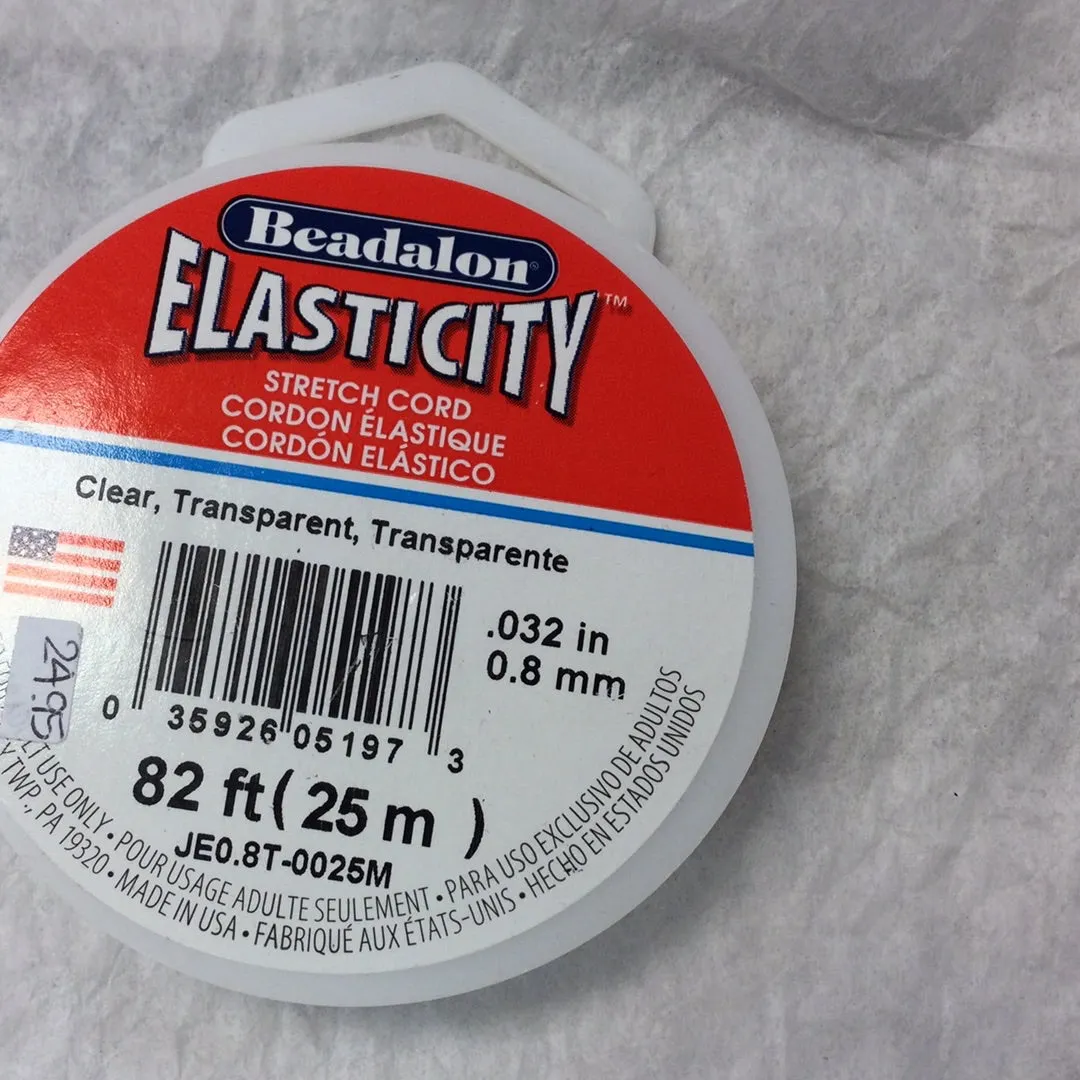 Beadalon®
ELASTICITY™
STRETCH CORD
CORDON ÉLASTIQUE
CORDÓN ELÁSTICO
Clear, Transparent, Transparente
.032 in
0.8 mm
24.95
0 35926 05197 3
82 ft ( 25 m )
JE0.8T-0025M
USE ONLY • POUR USAGE ADULTE SEULEMENT • PARA USO EXCLUSIVO DE ADULTOS
TWP., PA 19320 • MADE IN USA • FABRIQUÉ AUX ÉTATS-UNIS • HECHO EN ESTADOS UNIDOS